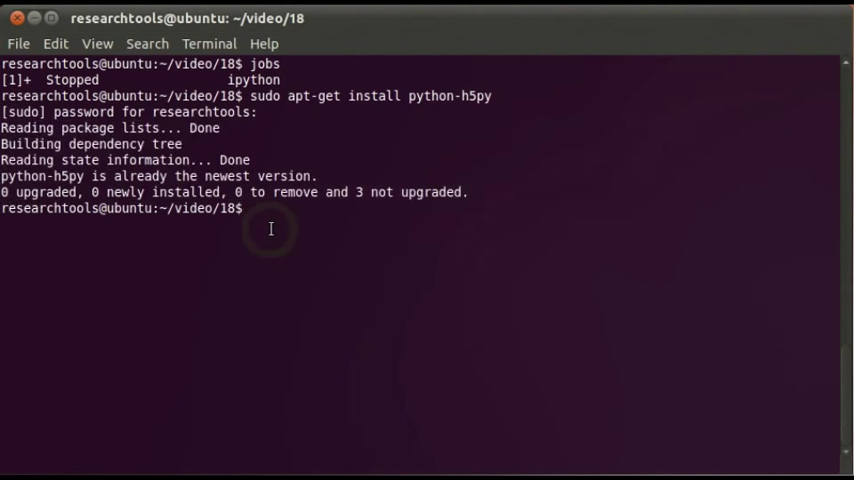 researchtools@ubuntu: ~/video/18
File Edit View Search Terminal Help
researchtools@ubuntu:~/video/18$ jobs
[1]+  Stopped                 ipython
researchtools@ubuntu:~/video/18$ sudo apt-get install python-h5py
[sudo] password for researchtools:
Reading package lists... Done
Building dependency tree
Reading state information... Done
python-h5py is already the newest version.
0 upgraded, 0 newly installed, 0 to remove and 3 not upgraded.
researchtools@ubuntu:~/video/18$